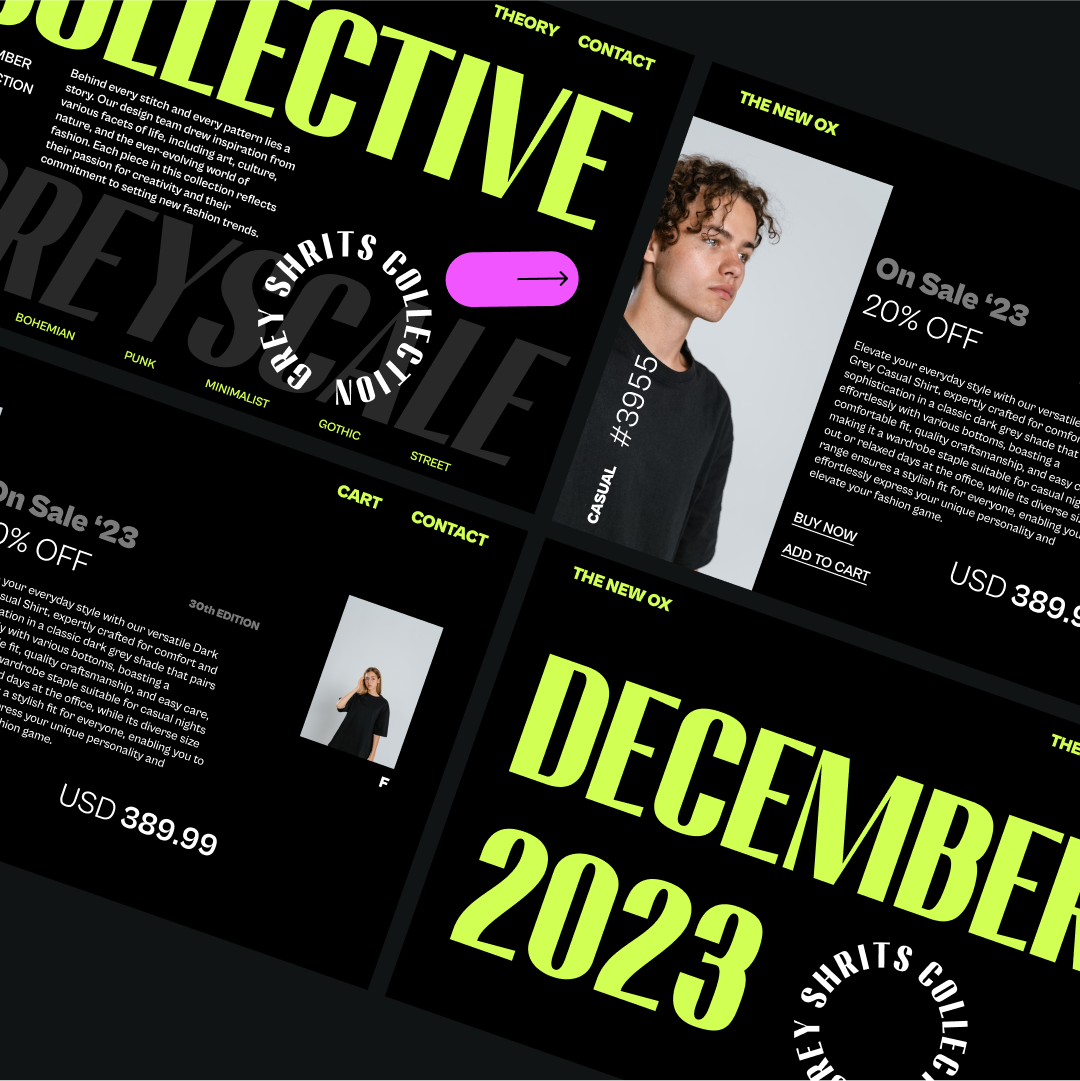 COLLECTIVE
THEORY
CONTACT
Behind every stitch and every pattern lies a
story. Our design team drew inspiration from
various facets of life, including art, culture,
nature, and the ever-evolving world of
fashion. Each piece in this collection reflects
their passion for creativity and their
commitment to setting new fashion trends.
REYSCALE
GREY SHRITS COLLECTION
BOHEMIAN
PUNK
MINIMALIST
GOTHIC
STREET
THE NEW OX
On Sale ‘23
20% OFF
Elevate your everyday style with our versatile
Grey Casual Shirt, expertly crafted for
sophistication in a classic dark grey shade that
effortlessly with various bottoms, boasting a
comfortable fit, quality craftsmanship, and easy
making it a wardrobe staple suitable for casual
out or relaxed days at the office, while its diverse
range ensures a stylish fit for everyone, enabling
effortlessly express your unique personality and
elevate your fashion game.
#3955
CASUAL
BUY NOW
ADD TO CART
USD 389.9
CART
CONTACT
On Sale ‘23
0% OFF
30th EDITION
your everyday style with our versatile Dark
Shirt, expertly crafted for comfort and
in a classic dark grey shade that pairs
with various bottoms, boasting a
fit, quality craftsmanship, and easy care,
wardrobe staple suitable for casual nights
days at the office, while its diverse size
a stylish fit for everyone, enabling you to
your unique personality and
game.
USD 389.99
F
THE NEW OX
THE
DECEMBER
2023
GREY SHRITS COLLEC